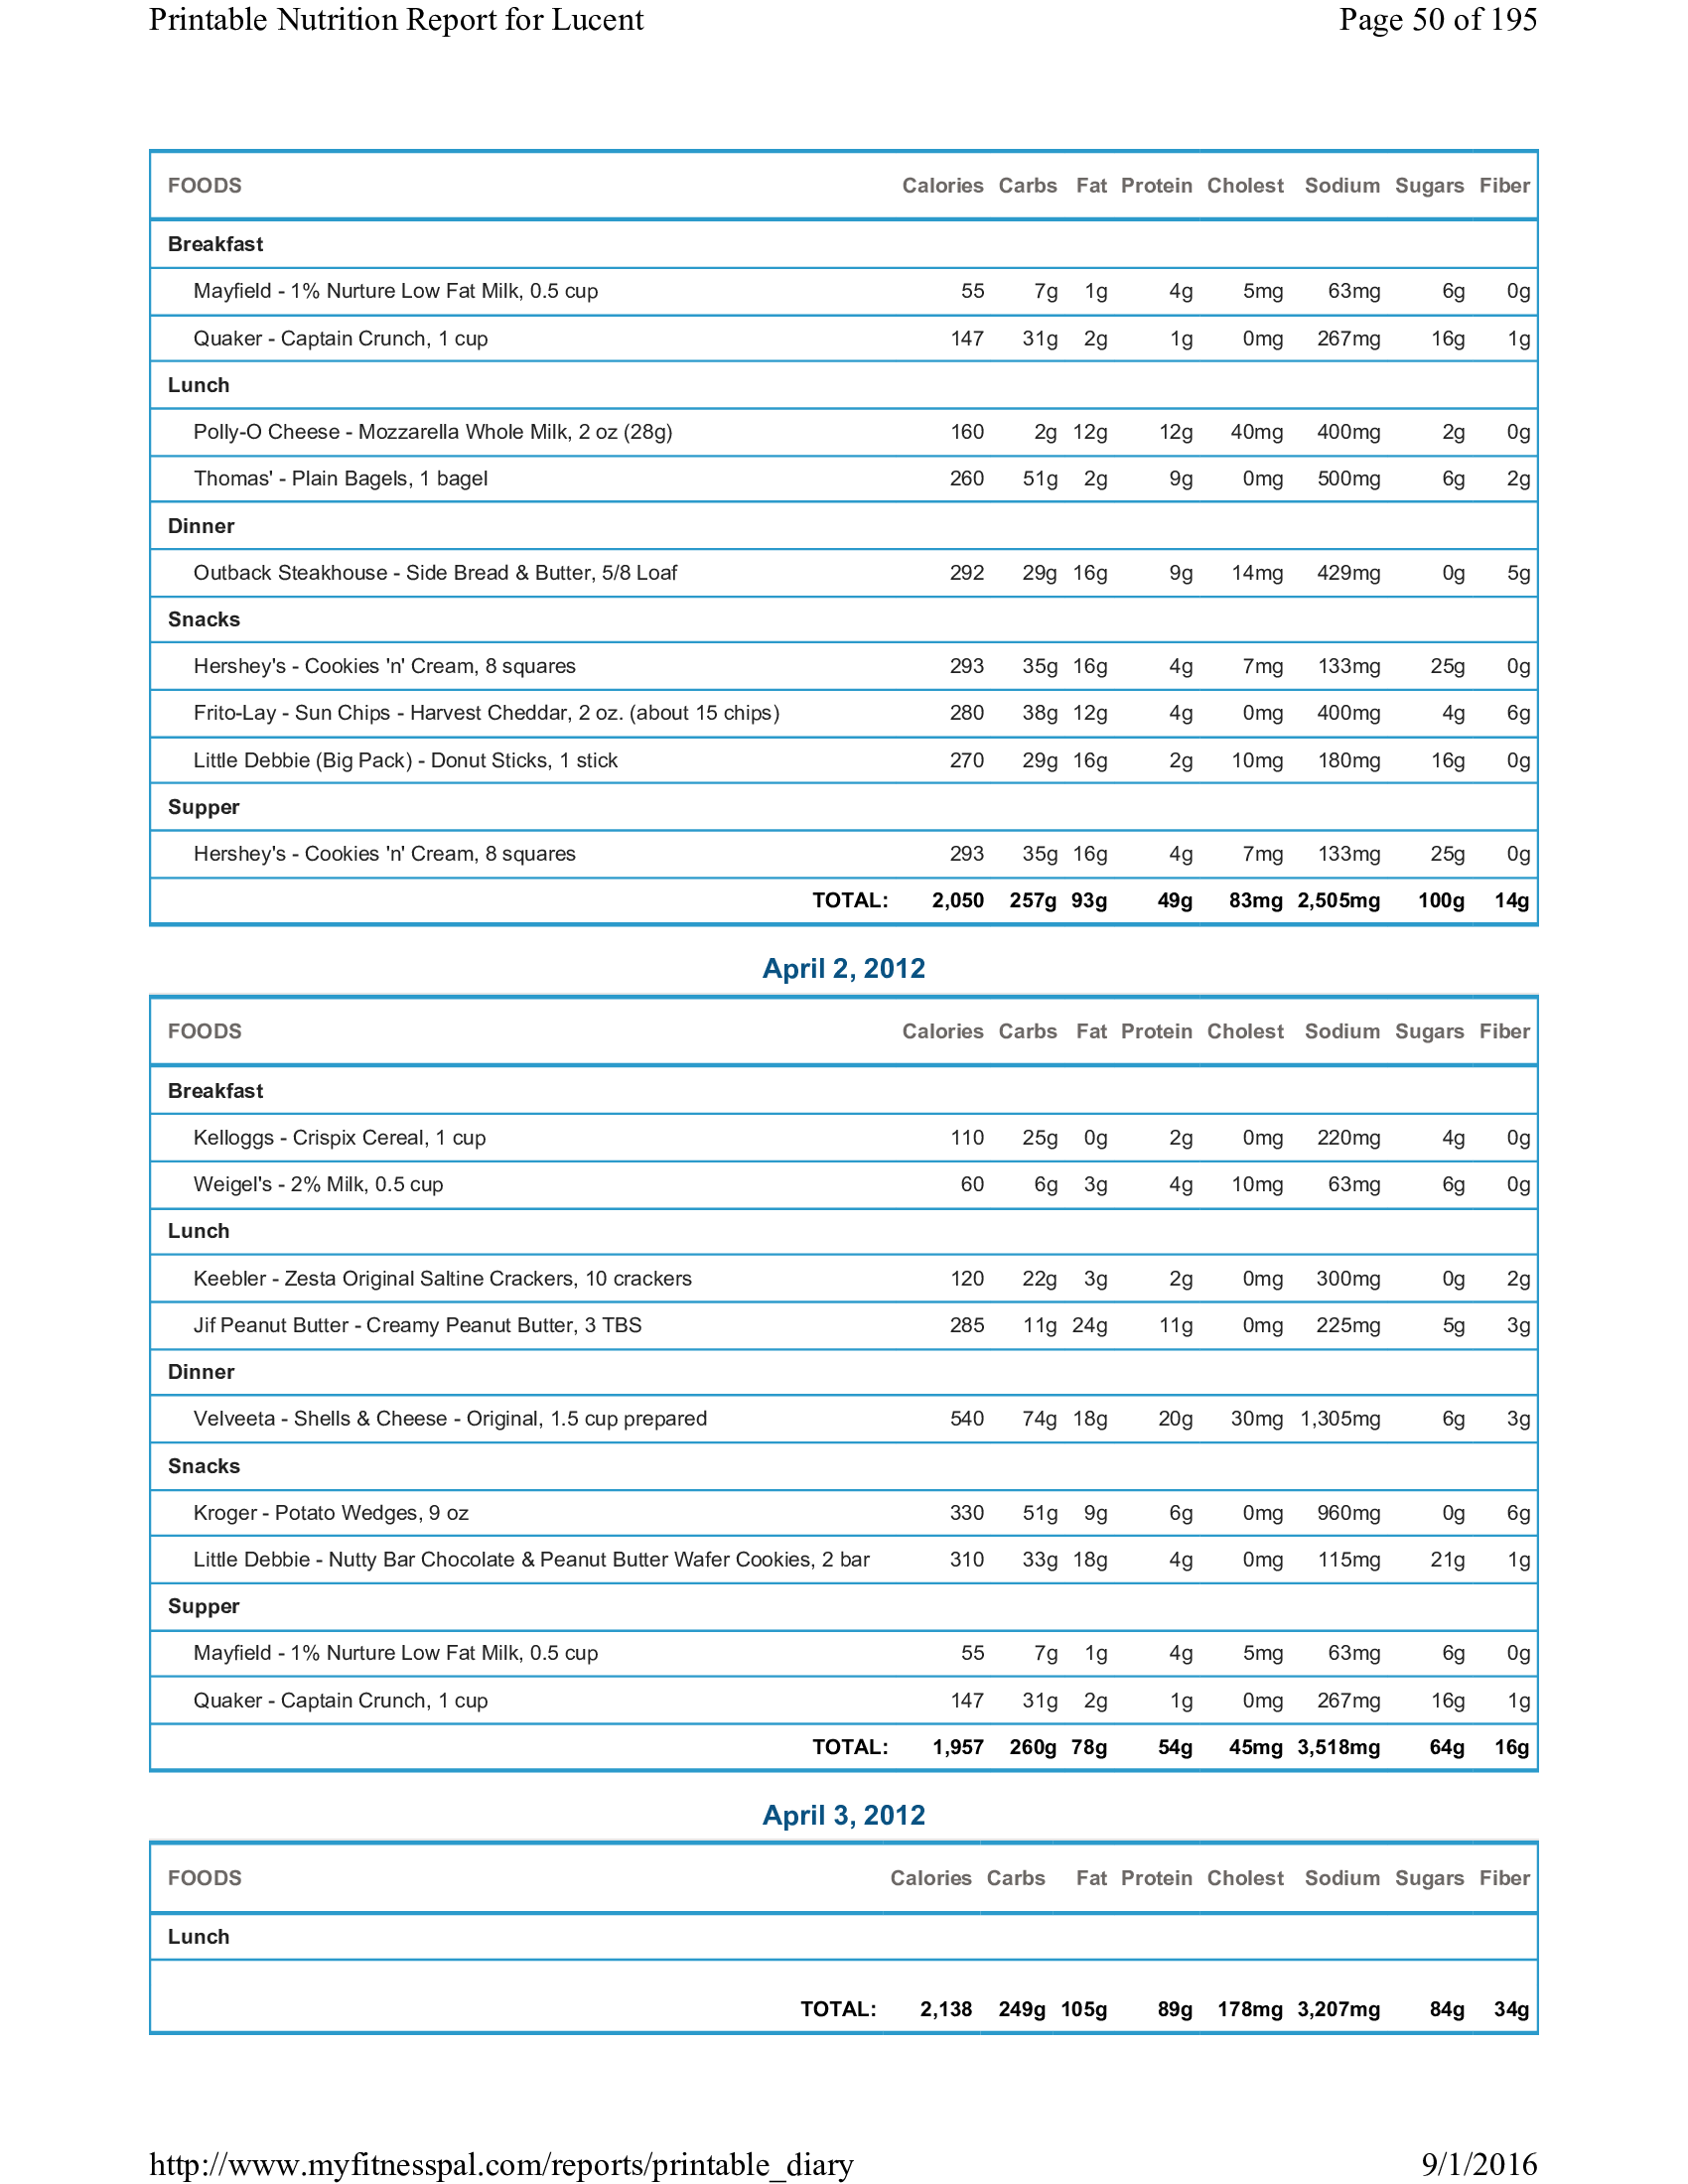 Printable Nutrition Report for Lucent Page 50 of 195
FOODS Calories Carbs Fat Protein Cholest Sodium Sugars Fiber
Breakfast
Mayfield - 1% Nurture Low Fat Milk, 0.5 cup 55 7g 1g 4g 5mg 63mg 6g 0g
Quaker - Captain Crunch, 1 cup 147 31g 2g 1g 0mg 267mg 16g 1g
Lunch
Polly-O Cheese - Mozzarella Whole Milk, 2 oz (28g) 160 2g 12g 12g 40mg 400mg 2g 0g
Thomas' - Plain Bagels, 1 bagel 260 51g 2g 9g 0mg 500mg 6g 2g
Dinner
Outback Steakhouse - Side Bread & Butter, 5/8 Loaf 292 29g 16g 9g 14mg 429mg 0g 5g
Snacks
Hershey's - Cookies 'n' Cream, 8 squares 293 35g 16g 4g 7mg 133mg 25g 0g
Frito-Lay - Sun Chips - Harvest Cheddar, 2 oz. (about 15 chips) 280 38g 12g 4g 0mg 400mg 4g 6g
Little Debbie (Big Pack) - Donut Sticks, 1 stick 270 29g 16g 2g 10mg 180mg 16g 0g
Supper
Hershey's - Cookies 'n' Cream, 8 squares 293 35g 16g 4g 7mg 133mg 25g 0g
TOTAL: 2,050 257g 93g 49g 83mg 2,505mg 100g 14g
April 2, 2012
FOODS Calories Carbs Fat Protein Cholest Sodium Sugars Fiber
Breakfast
Kelloggs - Crispix Cereal, 1 cup 110 25g 0g 2g 0mg 220mg 4g 0g
Weigel's - 2% Milk, 0.5 cup 60 6g 3g 4g 10mg 63mg 6g 0g
Lunch
Keebler - Zesta Original Saltine Crackers, 10 crackers 120 22g 3g 2g 0mg 300mg 0g 2g
Jif Peanut Butter - Creamy Peanut Butter, 3 TBS 285 11g 24g 11g 0mg 225mg 5g 3g
Dinner
Velveeta - Shells & Cheese - Original, 1.5 cup prepared 540 74g 18g 20g 30mg 1,305mg 6g 3g
Snacks
Kroger - Potato Wedges, 9 oz 330 51g 9g 6g 0mg 960mg 0g 6g
Little Debbie - Nutty Bar Chocolate & Peanut Butter Wafer Cookies, 2 bar 310 33g 18g 4g 0mg 115mg 21g 1g
Supper
Mayfield - 1% Nurture Low Fat Milk, 0.5 cup 55 7g 1g 4g 5mg 63mg 6g 0g
Quaker - Captain Crunch, 1 cup 147 31g 2g 1g 0mg 267mg 16g 1g
TOTAL: 1,957 260g 78g 54g 45mg 3,518mg 64g 16g
April 3, 2012
FOODS Calories Carbs Fat Protein Cholest Sodium Sugars Fiber
Lunch
TOTAL: 2,138 249g 105g 89g 178mg 3,207mg 84g 34g
http://www.myfitnesspal.com/reports/printable_diary 9/1/2016